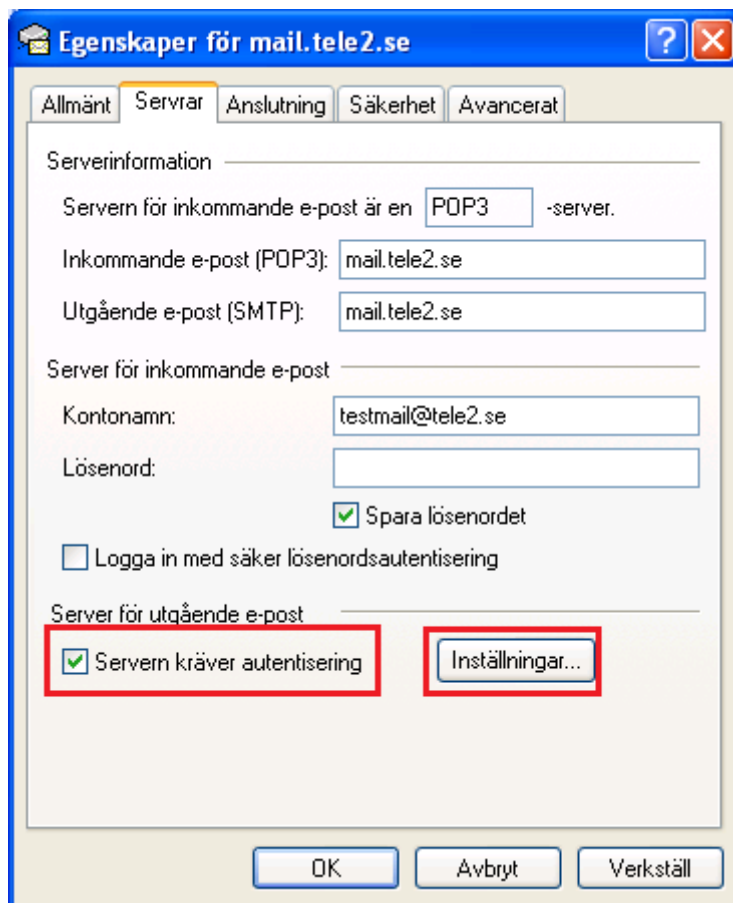 Egenskaper för mail.tele2.se
Allmänt Servrar Anslutning Säkerhet Avancerat
Serverinformation
Servern för inkommande e-post är en POP3 -server.
Inkommande e-post (POP3): mail.tele2.se
Utgående e-post (SMTP): mail.tele2.se
Server för inkommande e-post
Kontonamn: testmail@tele2.se
Lösenord:
Spara lösenordet
Logga in med säker lösenordsautentisering
Server för utgående e-post
Servern kräver autentisering Inställningar...
OK Avbryt Verkställ